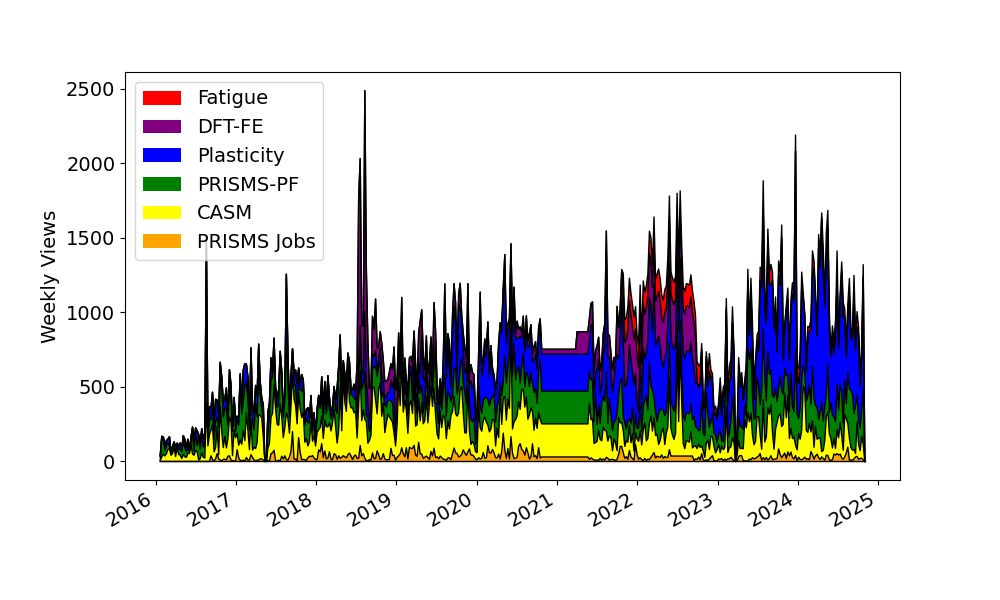 2500
2000
1500
1000
500
0
Weekly Views
Fatigue
DFT-FE
Plasticity
PRISMS-PF
CASM
PRISMS Jobs
2016
2017
2018
2019
2020
2021
2022
2023
2024
2025